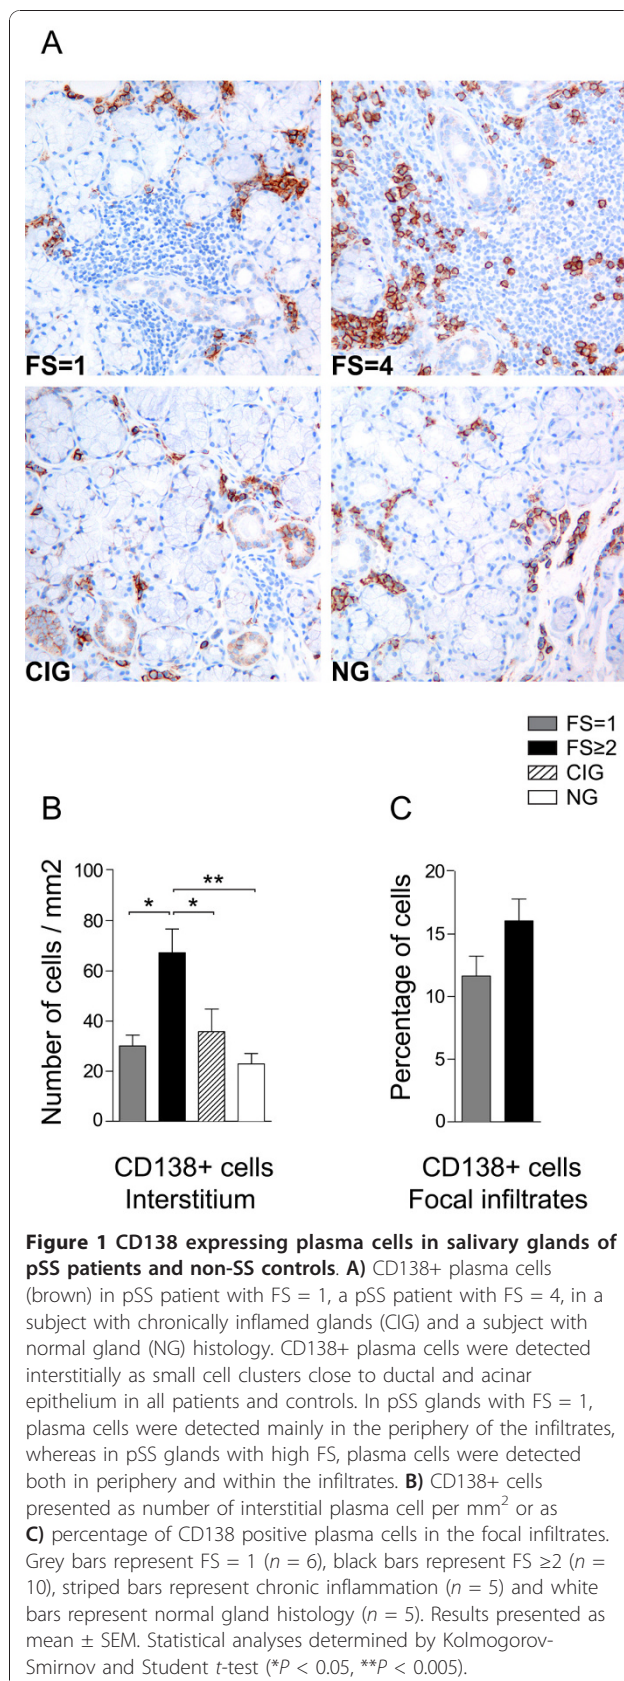 A
FS=1
FS=4
CIG
NG
FS=1
FS≥2
CIG
NG
B
Number of cells / mm2
100
80
60
40
20
0
*
*
**
CD138+ cells
Interstitium
C
Percentage of cells
20
15
10
5
0
CD138+ cells
Focal infiltrates
Figure 1 CD138 expressing plasma cells in salivary glands of
pSS patients and non-SS controls. A) CD138+ plasma cells
(brown) in pSS patient with FS = 1, a pSS patient with FS = 4, in a
subject with chronically inflamed glands (CIG) and a subject with
normal gland (NG) histology. CD138+ plasma cells were detected
interstitially as small cell clusters close to ductal and acinar
epithelium in all patients and controls. In pSS glands with FS = 1,
plasma cells were detected mainly in the periphery of the infiltrates,
whereas in pSS glands with high FS, plasma cells were detected
both in periphery and within the infiltrates. B) CD138+ cells
presented as number of interstitial plasma cell per mm² or as
C) percentage of CD138 positive plasma cells in the focal infiltrates.
Grey bars represent FS = 1 (n = 6), black bars represent FS ≥2 (n =
10), striped bars represent chronic inflammation (n = 5) and white
bars represent normal gland histology (n = 5). Results presented as
mean ± SEM. Statistical analyses determined by Kolmogorov-
Smirnov and Student t-test (*P < 0.05, **P < 0.005).